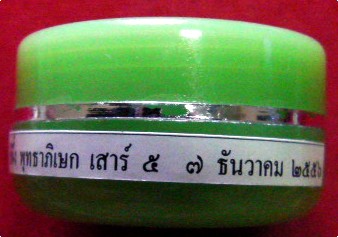 พุทธาภิเษก เสาร์ ๕ ๗ ธันวาคม ๒๕๕๖